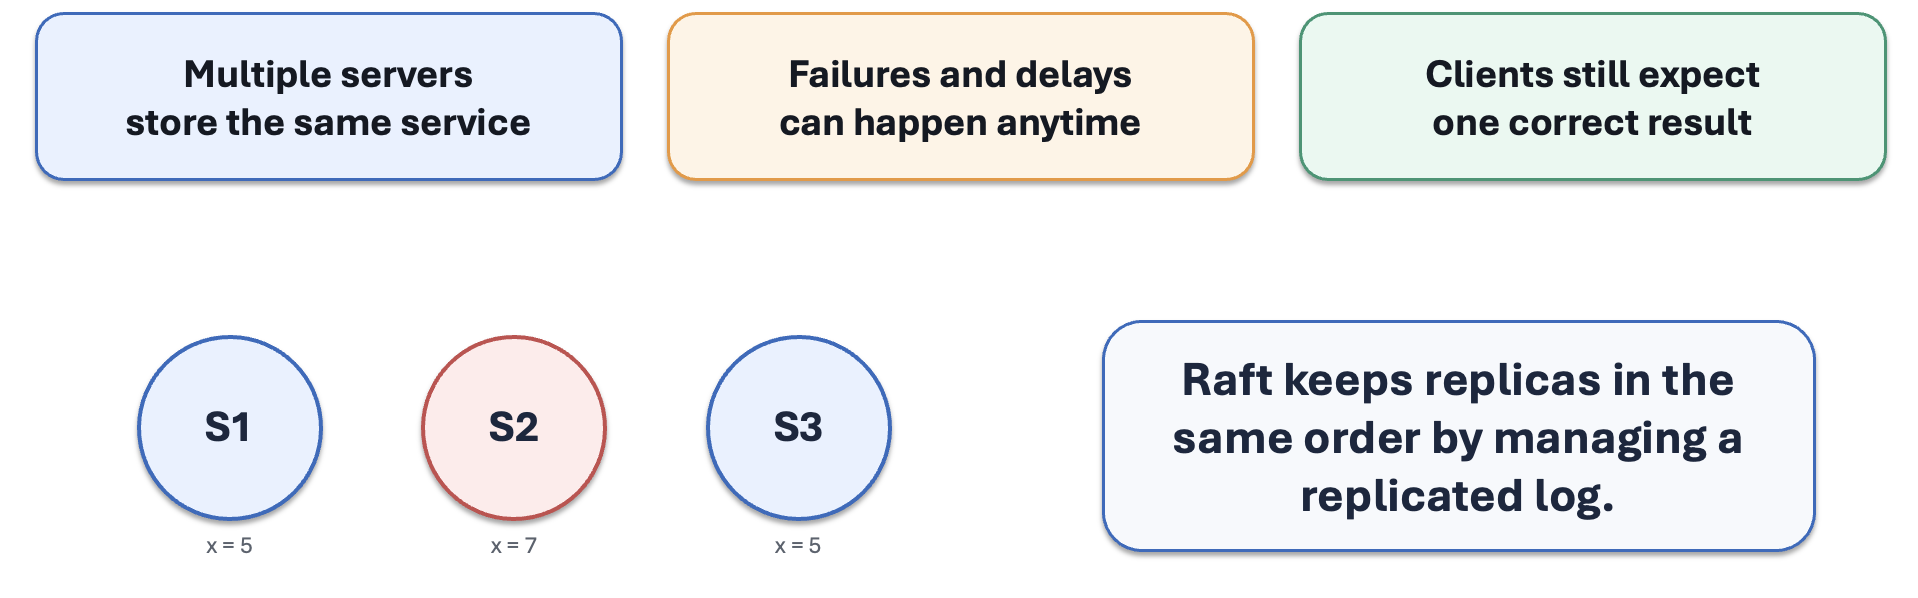 Multiple servers
store the same service
Failures and delays
can happen anytime
Clients still expect
one correct result
S1
S2
S3
x = 5
x = 7
x = 5
Raft keeps replicas in the
same order by managing a
replicated log.